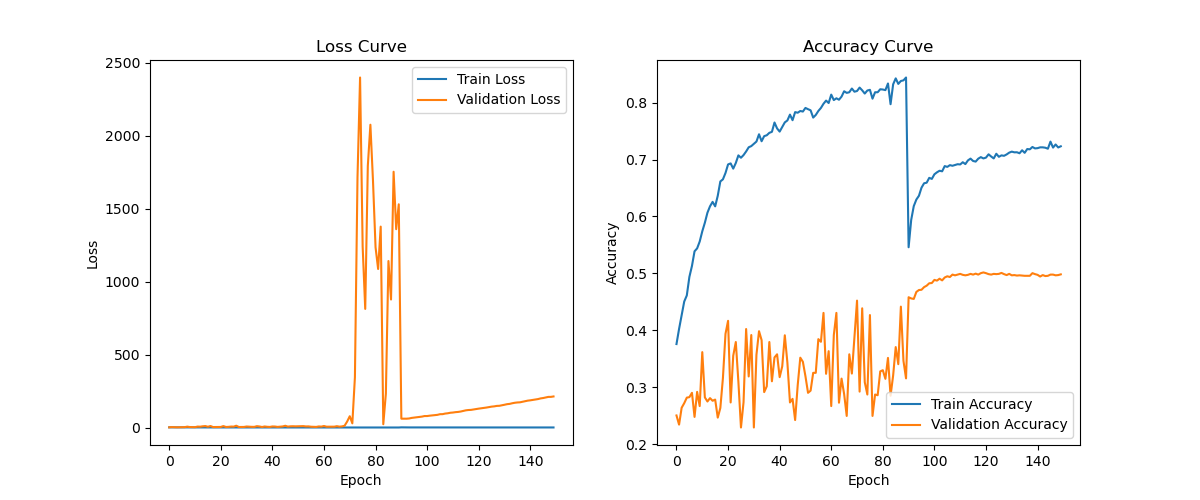 Loss Curve
2500
2000
1500
1000
500
0
Loss
0 20 40 60 80 100 120 140
Epoch
Train Loss
Validation Loss
Accuracy Curve
0.8
0.7
0.6
0.5
0.4
0.3
0.2
Accuracy
0 20 40 60 80 100 120 140
Epoch
Train Accuracy
Validation Accuracy